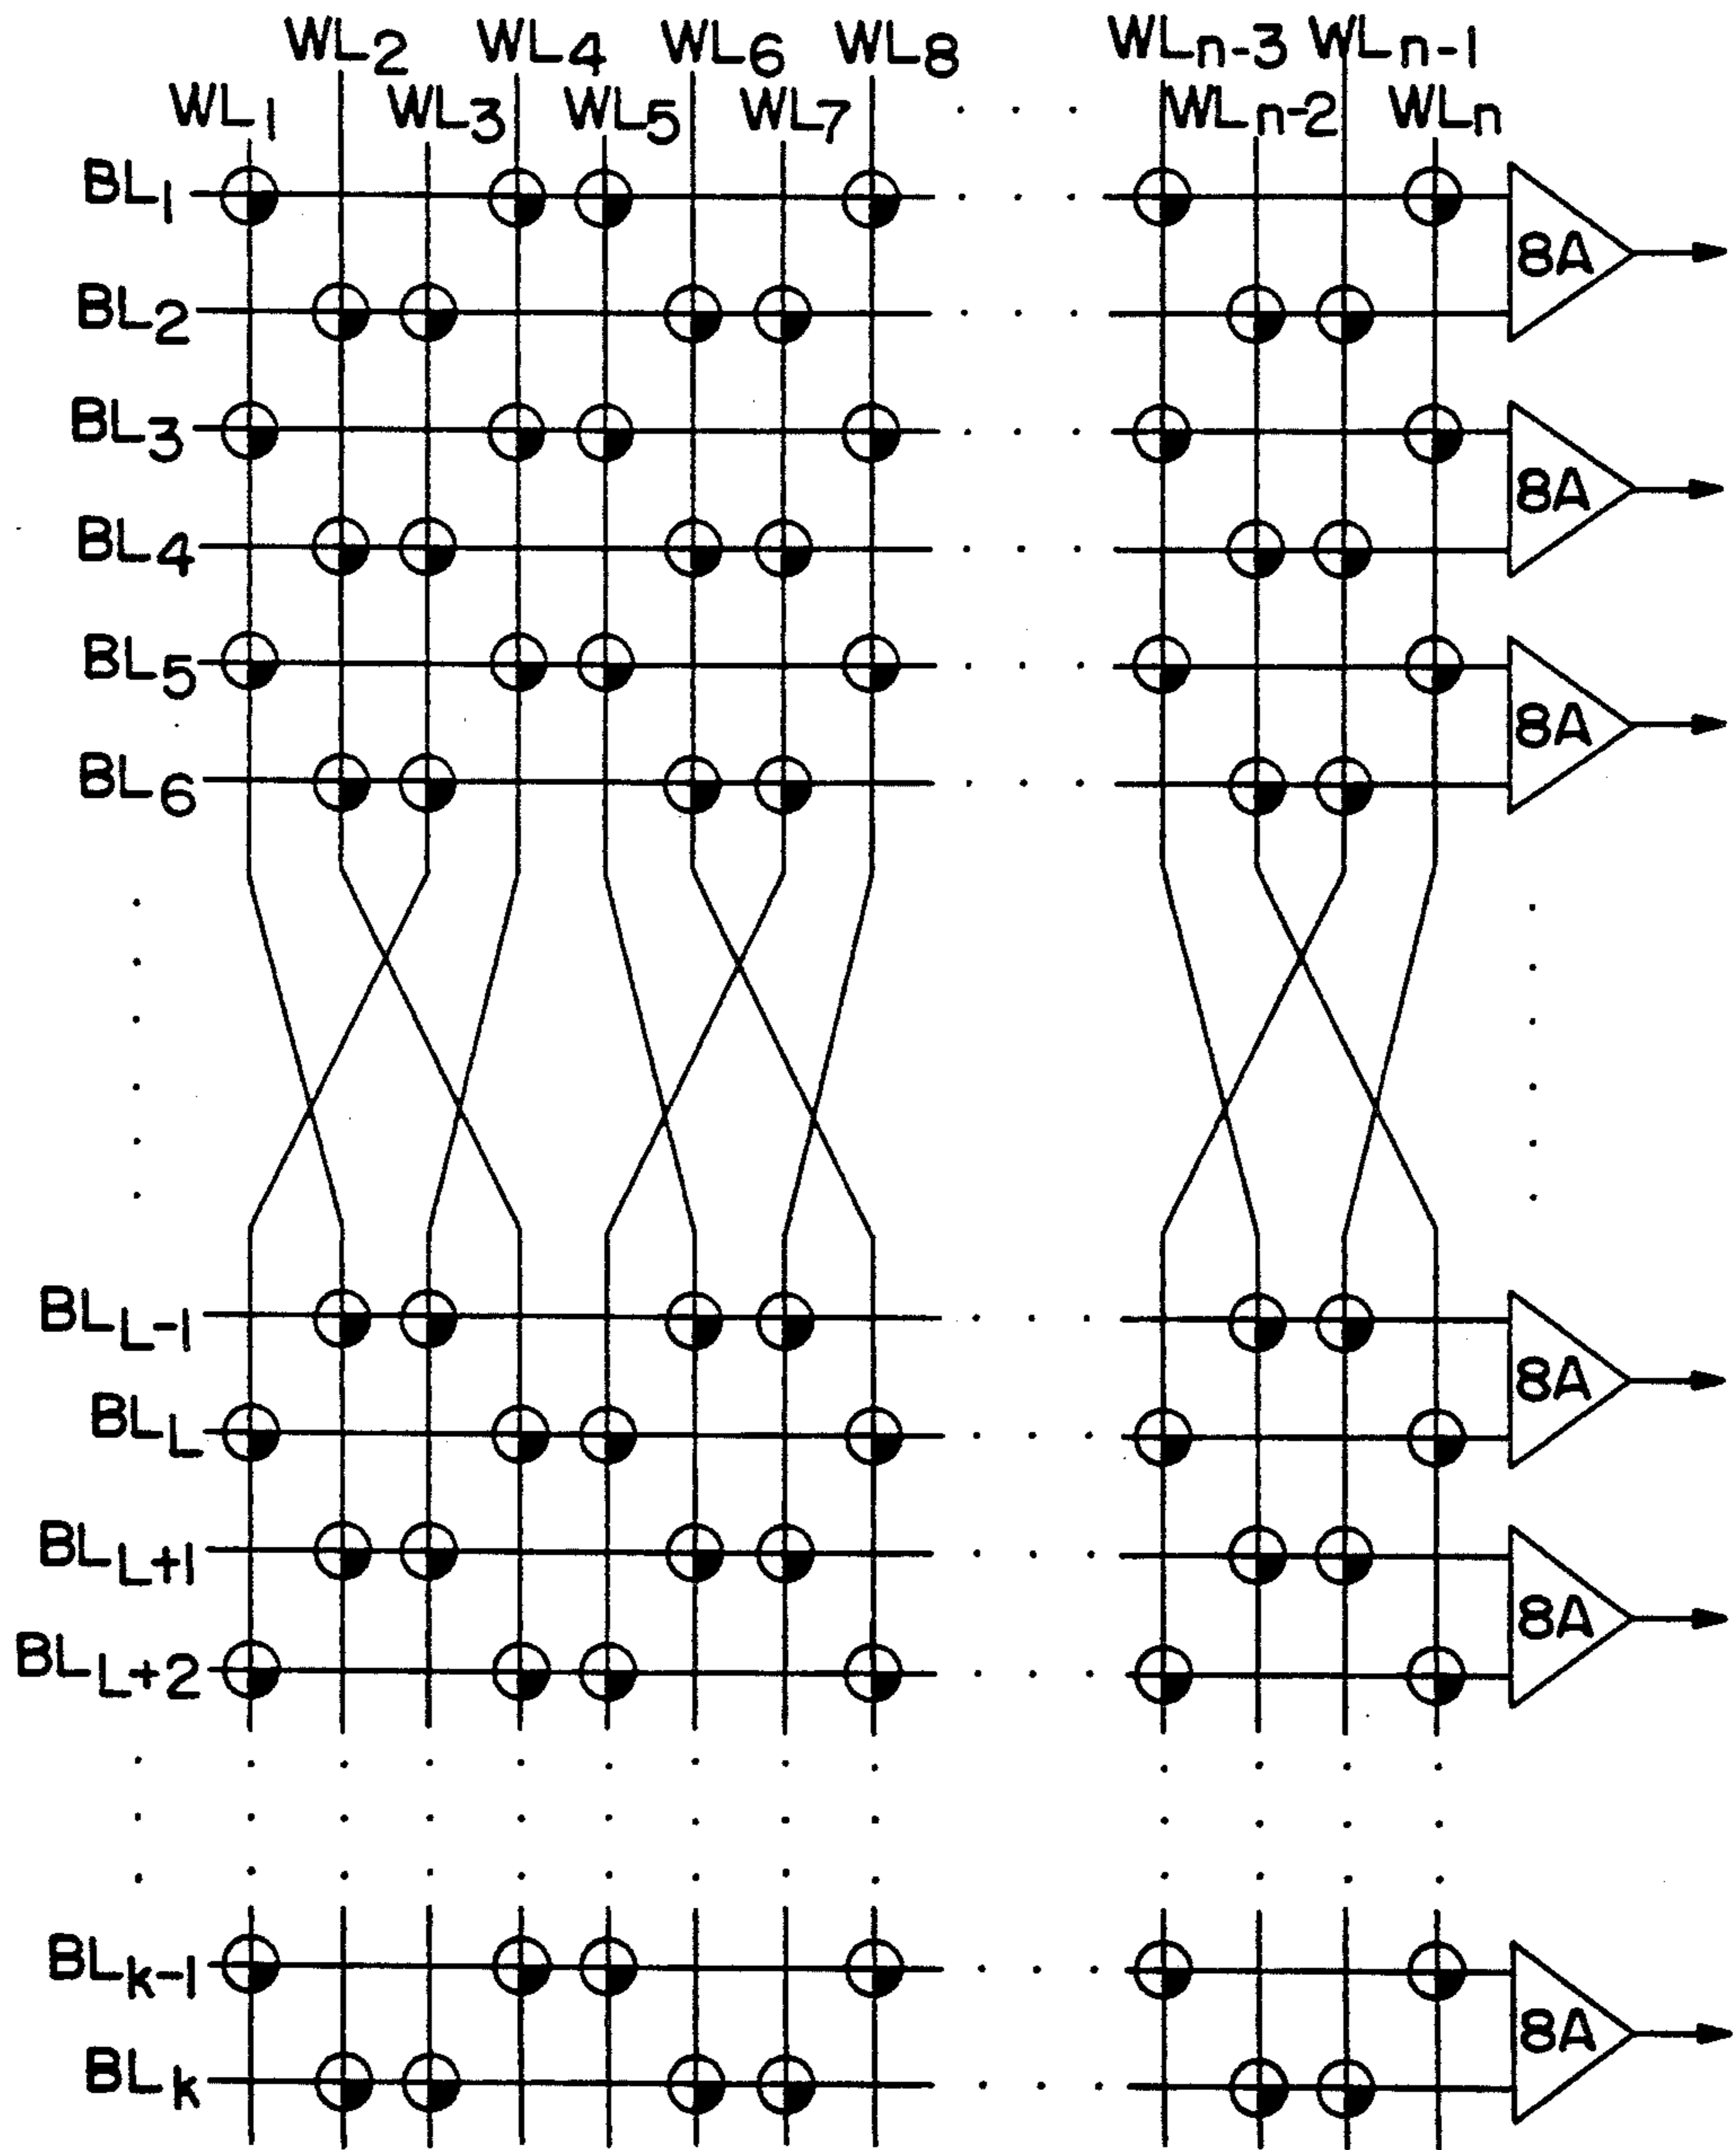 WL2 WL4 WL6 WL8 WLn-3 WLn-1
WL1 WL3 WL5 WL7 WLn-2 WLn
BL1
8A
BL2
BL3
8A
BL4
BL5
8A
BL6
BLL-1
8A
BLL
BLL+1
8A
BLL+2
BLk-1
8A
BLk